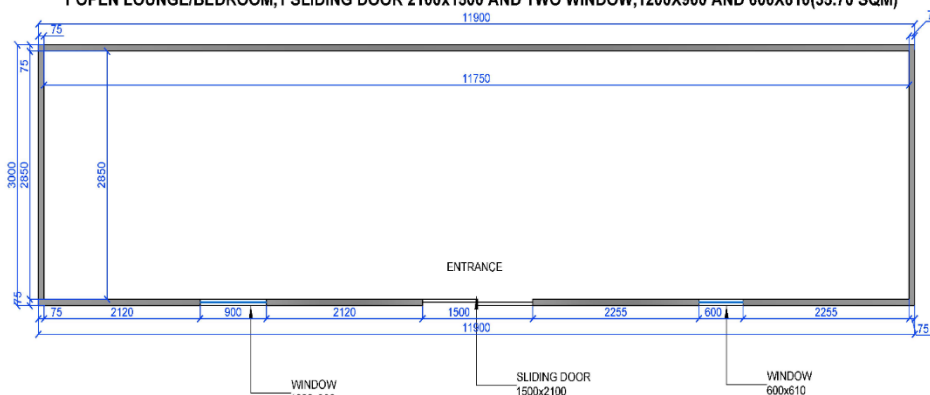 1 OPEN LOUNGE/BEDROOM,1 SLIDING DOOR 2100x1500 AND TWO WINDOW,1200X900 AND 600X610(35.70 SQM)
11900
75
75
11750
3000
2850
2850
75
ENTRANCE
75
2120
900
2120
1500
2255
600
2255
75
11900
WINDOW
SLIDING DOOR
1500x2100
WINDOW
600x610